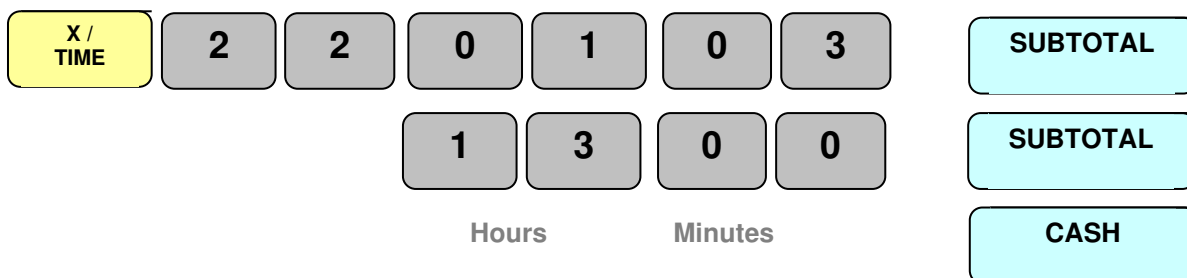 X /
TIME
2 2 0 1 0 3 SUBTOTAL
1 3 0 0 SUBTOTAL
Hours Minutes CASH